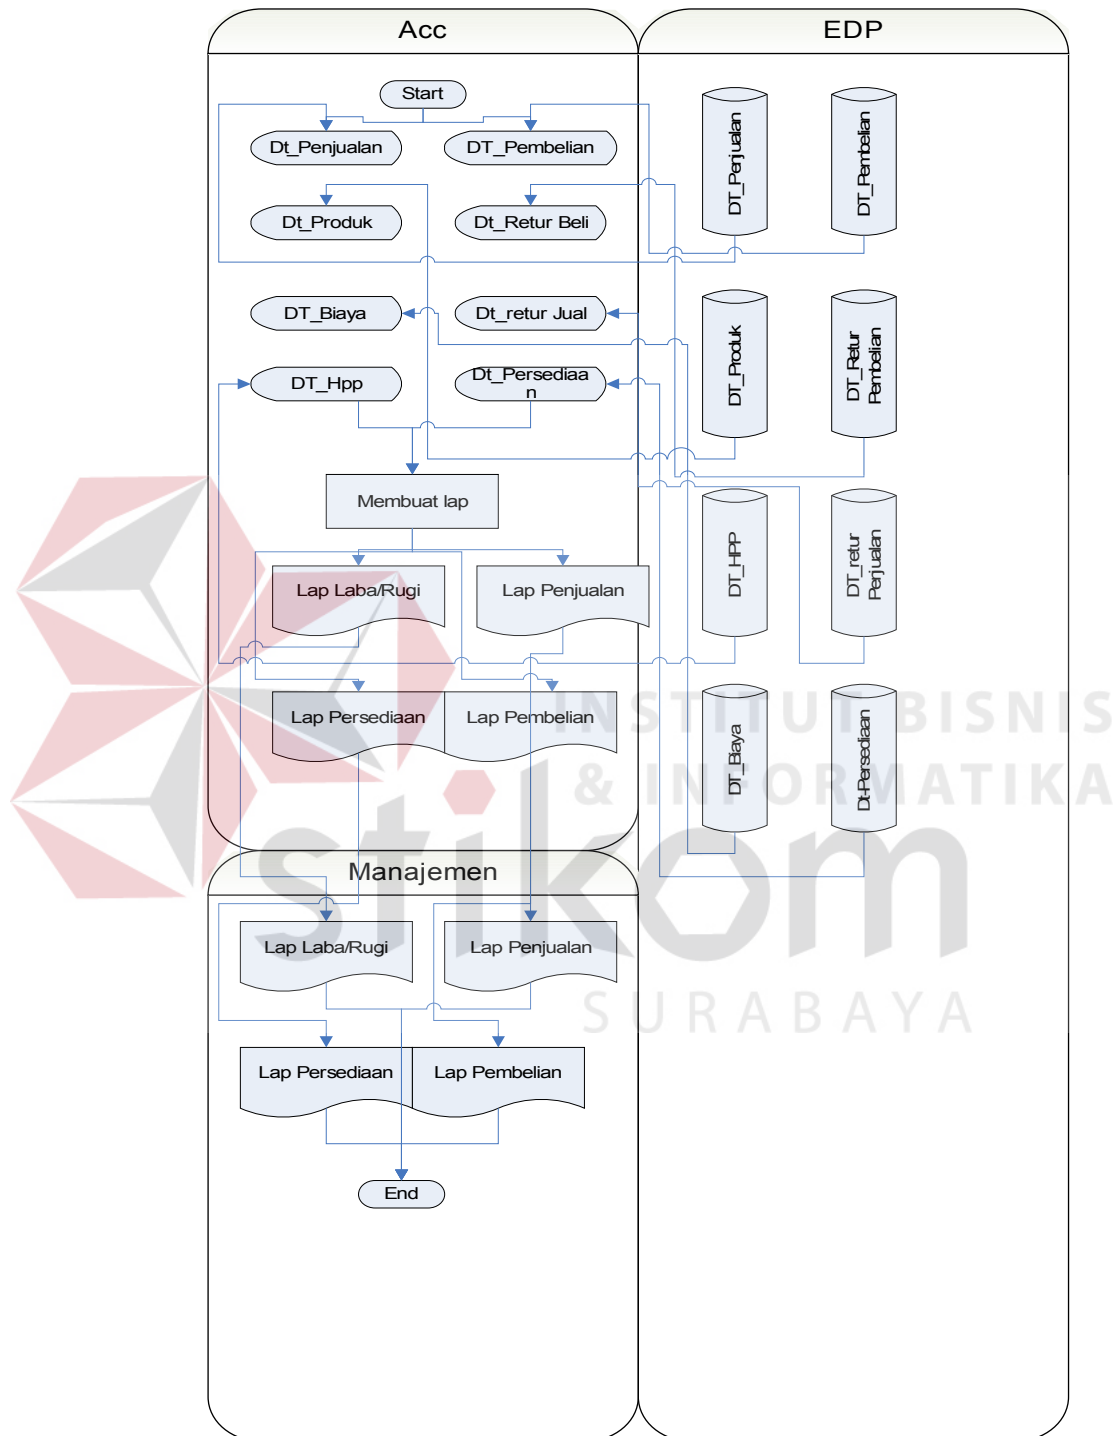 Acc
EDP
Start
Dt_Penjualan
DT_Pembelian
DT_Penjualan
DT_Pembelian
Dt_Produk
Dt_Retur Beli
DT_Biaya
Dt_retur Jual
DT_Produk
DT_Retur
Pembelian
DT_Hpp
Dt_Persediaa
n
Membuat lap
DT_HPP
DT_retur
Penjualan
Lap Laba/Rugi
Lap Penjualan
Lap Persediaan
Lap Pembelian
DT_Biaya
Dt-Persediaan
INSTITUT BISNIS
& INFORMATIKA
stikom
SURABAYA
Manajemen
Lap Laba/Rugi
Lap Penjualan
Lap Persediaan
Lap Pembelian
End